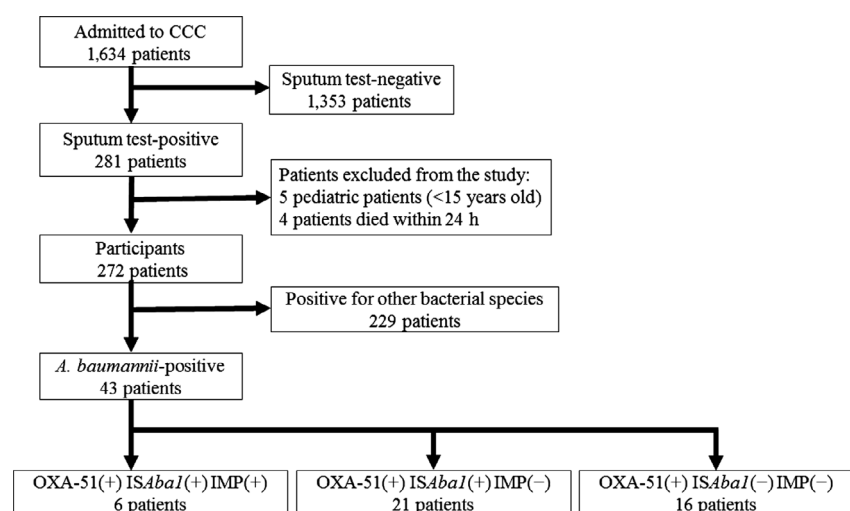 Admitted to CCC
1,634 patients
Sputum test-negative
1,353 patients
Sputum test-positive
281 patients
Patients excluded from the study:
5 pediatric patients (<15 years old)
4 patients died within 24 h
Participants
272 patients
Positive for other bacterial species
229 patients
A. baumannii-positive
43 patients
OXA-51(+) ISAba1(+) IMP(+)
6 patients
OXA-51(+) ISAba1(+) IMP(−)
21 patients
OXA-51(+) ISAba1(−) IMP(−)
16 patients